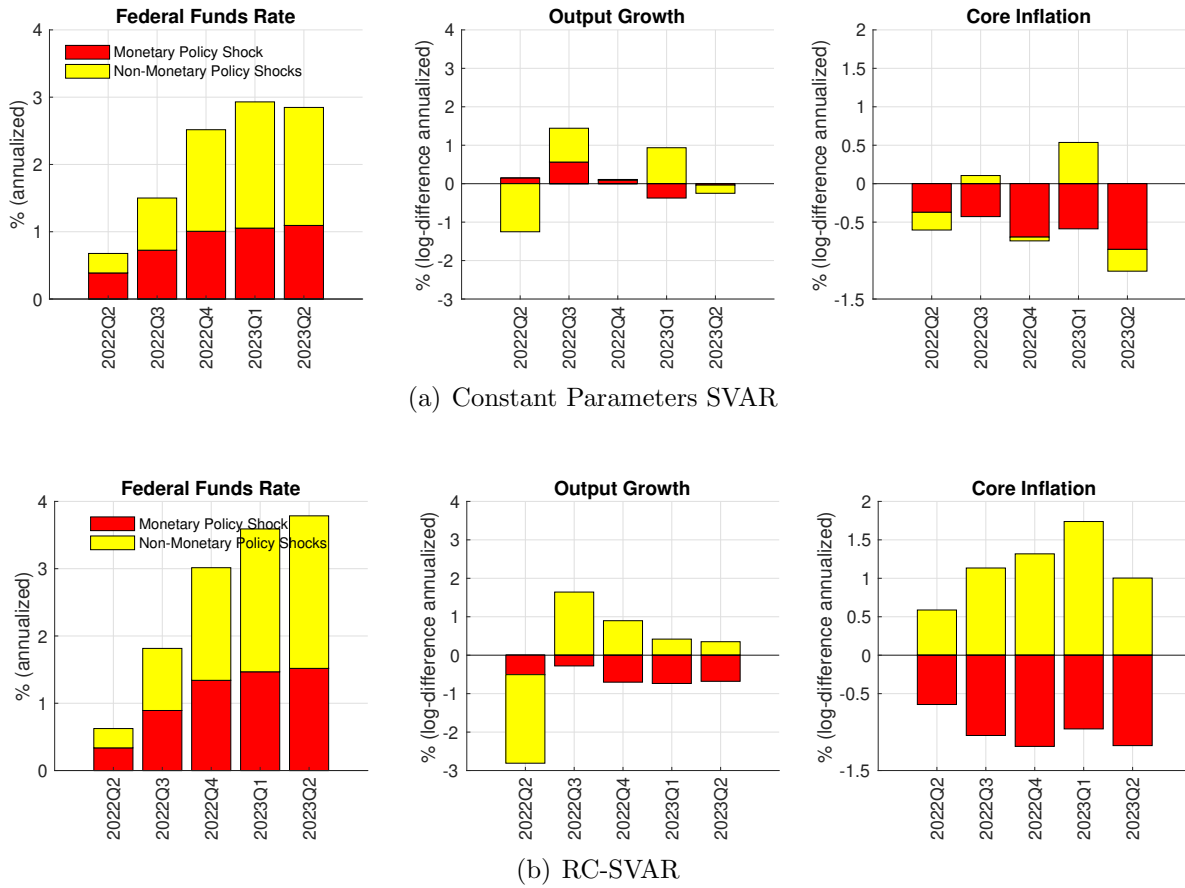 Federal Funds Rate
4
3
2
1
0
% (annualized)
Monetary Policy Shock
Non-Monetary Policy Shocks
2022Q2
2022Q3
2022Q4
2023Q1
2023Q2
Output Growth
4
3
2
1
0
-1
-2
-3
% (log-difference annualized)
2022Q2
2022Q3
2022Q4
2023Q1
2023Q2
Core Inflation
2
1.5
1
0.5
0
-0.5
-1
-1.5
% (log-difference annualized)
2022Q2
2022Q3
2022Q4
2023Q1
2023Q2
(a) Constant Parameters SVAR
Federal Funds Rate
4
3
2
1
0
% (annualized)
Monetary Policy Shock
Non-Monetary Policy Shocks
2022Q2
2022Q3
2022Q4
2023Q1
2023Q2
Output Growth
4
3
2
1
0
-1
-2
-3
% (log-difference annualized)
2022Q2
2022Q3
2022Q4
2023Q1
2023Q2
Core Inflation
2
1.5
1
0.5
0
-0.5
-1
-1.5
% (log-difference annualized)
2022Q2
2022Q3
2022Q4
2023Q1
2023Q2
(b) RC-SVAR